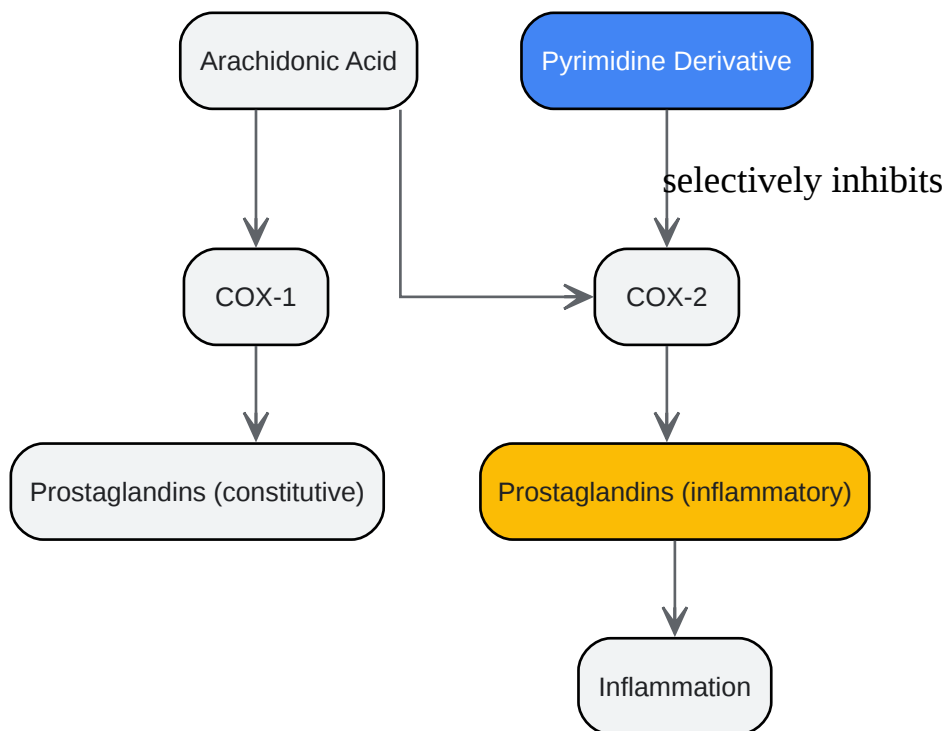 Arachidonic Acid
Pyrimidine Derivative
selectively inhibits
COX-1
COX-2
Prostaglandins (constitutive)
Prostaglandins (inflammatory)
Inflammation